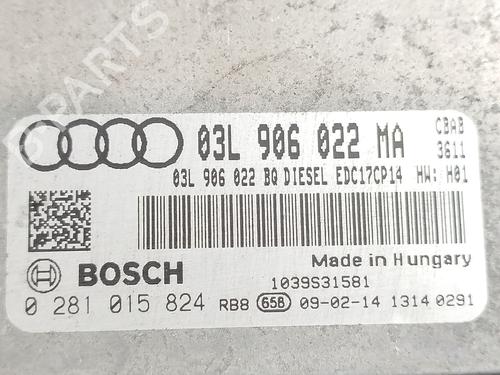 03L 906 022 MA
CBAB
3611
03L 906 022 BQ DIESEL EDC17CP14 HW: H01
Made in Hungary
BOSCH
1039S31581
0 281 015 824
RB8 65B 09-02-14 1314 0291